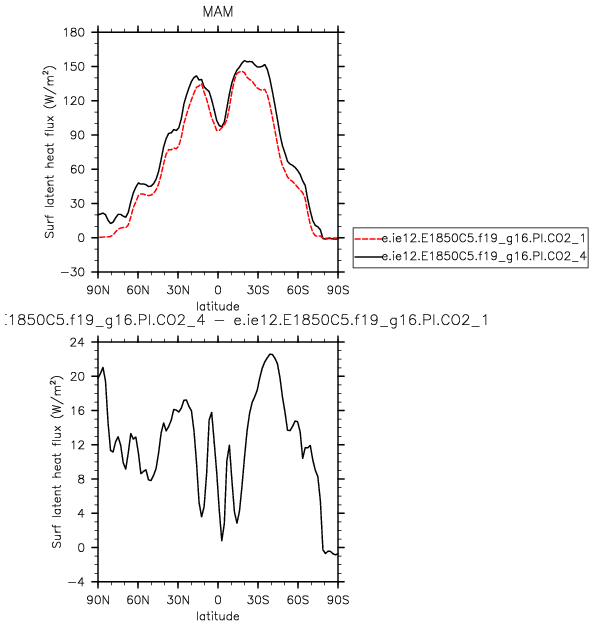 MAM
180
150
120
90
60
30
0
−30
Surf latent heat flux (W/m²)
90N 60N 30N 0 30S 60S 90S
latitude
e.ie12.E1850C5.f19_g16.PI.CO2_1
e.ie12.E1850C5.f19_g16.PI.CO2_4
:1850C5.f19_g16.PI.CO2_4 − e.ie12.E1850C5.f19_g16.PI.CO2_1
24
20
16
12
8
4
0
−4
Surf latent heat flux (W/m²)
90N 60N 30N 0 30S 60S 90S
latitude